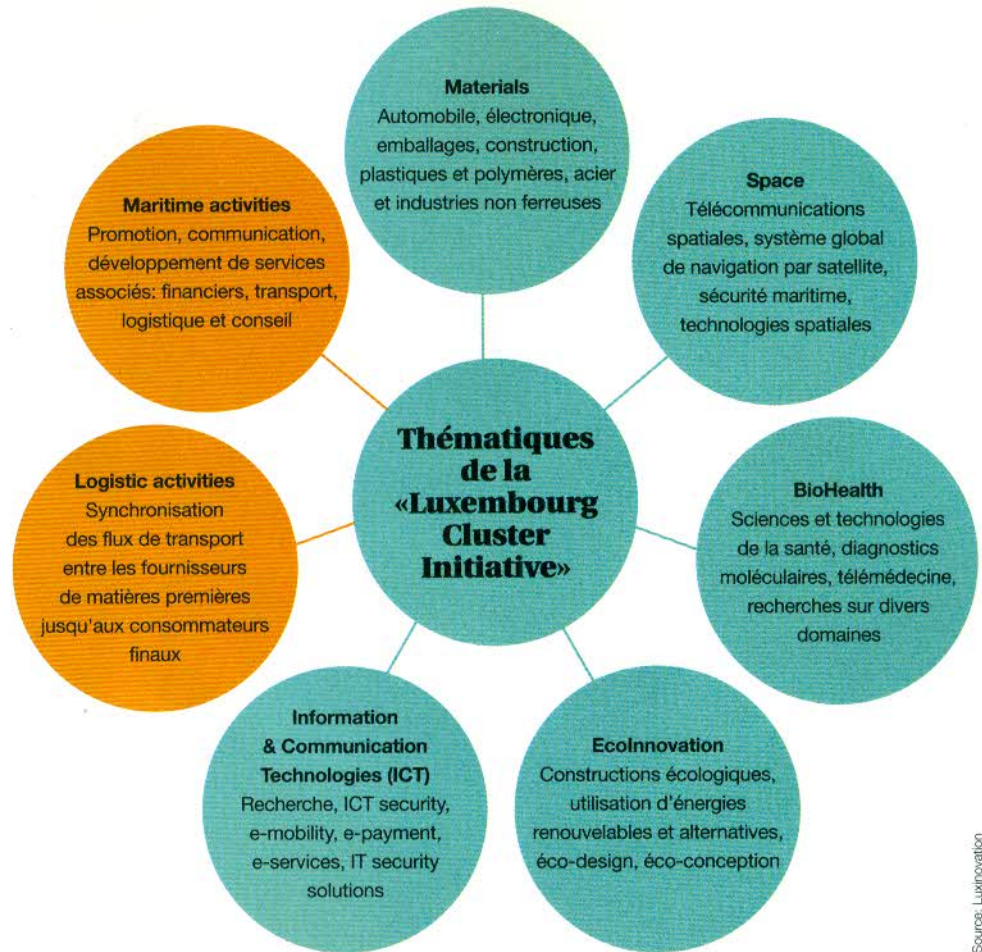 Materials
Automobile, électronique,
emballages, construction,
plastiques et polymères, acier
et industries non ferreuses
Maritime activities
Promotion, communication,
développement de services
associés: financiers, transport,
logistique et conseil
Space
Télécommunications
spatiales, système global
de navigation par satellite,
sécurité maritime,
technologies spatiales
Thématiques
de la
«Luxembourg
Cluster
Initiative»
Logistic activities
Synchronisation
des flux de transport
entre les fournisseurs
de matières premières
jusqu'aux consommateurs
finaux
BioHealth
Sciences et technologies
de la santé, diagnostics
moléculaires, télémédecine,
recherches sur divers
domaines
Information
& Communication
Technologies (ICT)
Recherche, ICT security,
e-mobility, e-payment,
e-services, IT security
solutions
EcoInnovation
Constructions écologiques,
utilisation d'énergies
renouvelables et alternatives,
éco-design, éco-conception
Source: Luxinovation